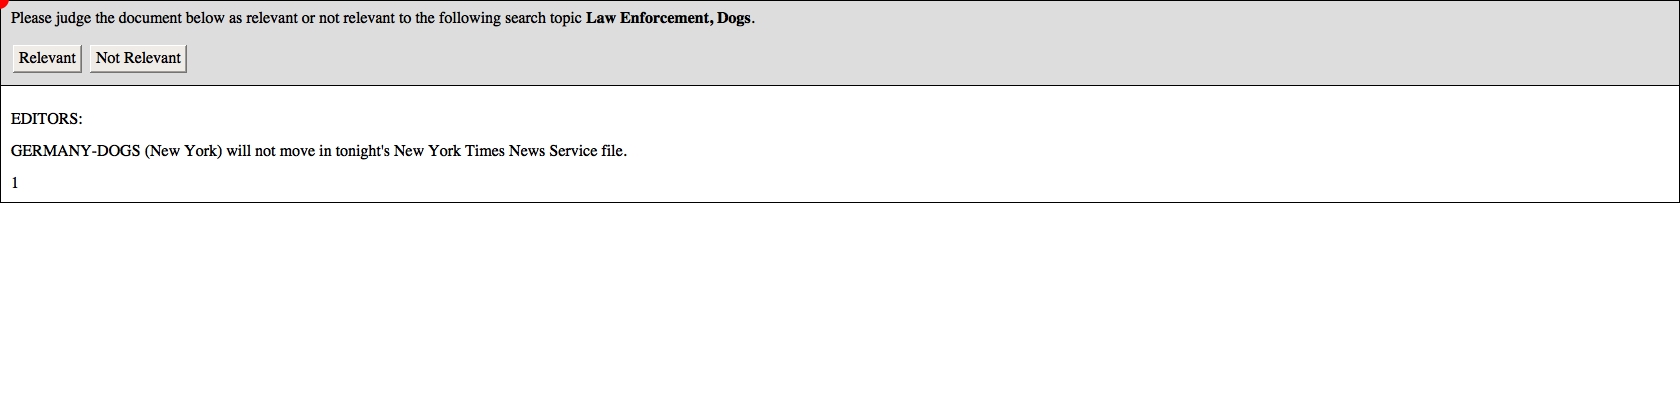 Please judge the document below as relevant or not relevant to the following search topic Law Enforcement, Dogs.
Relevant Not Relevant
EDITORS:
GERMANY-DOGS (New York) will not move in tonight's New York Times News Service file.
1